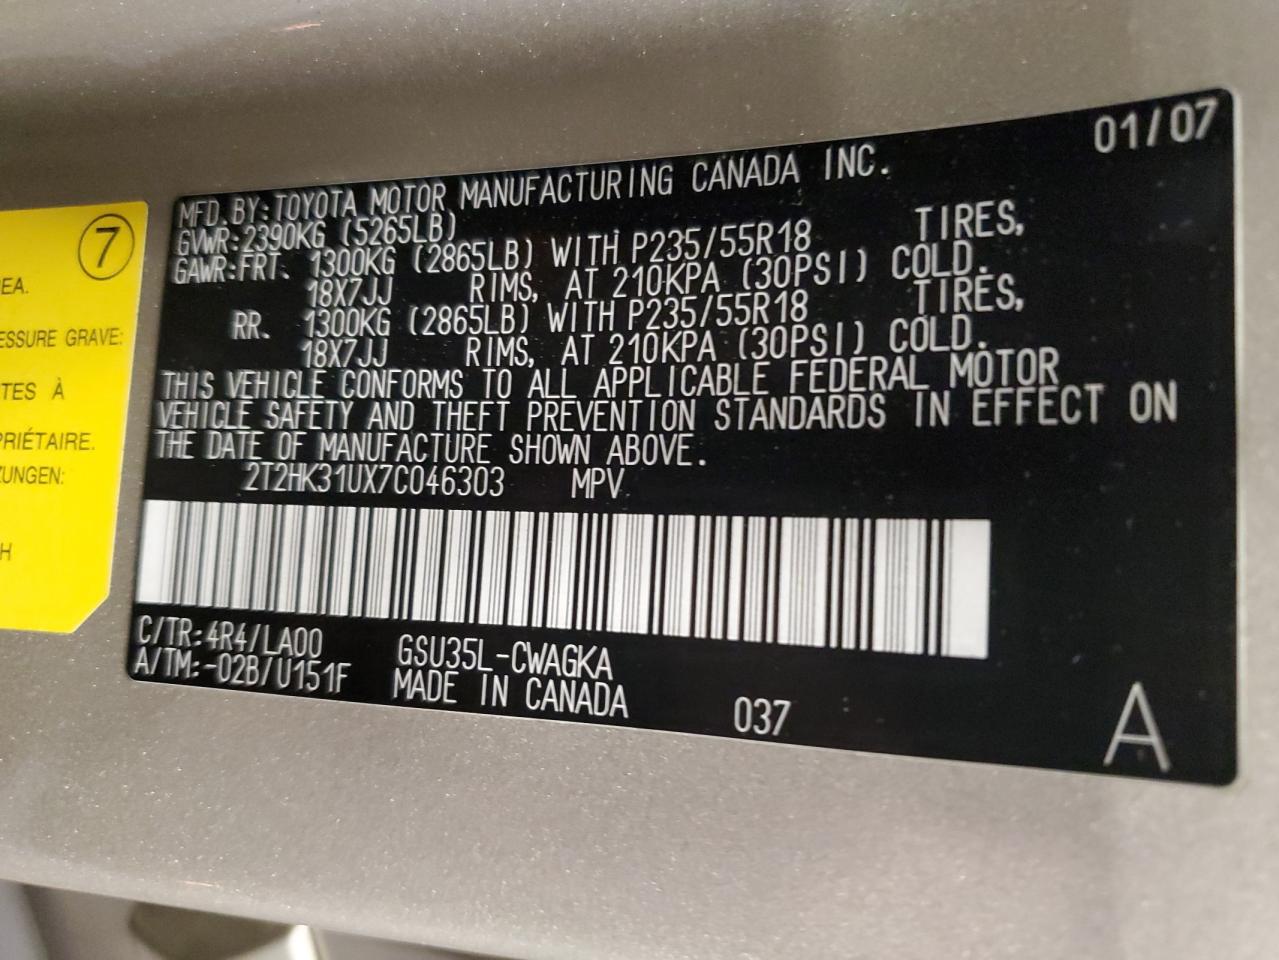 01/07
MFD. BY: TOYOTA MOTOR MANUFACTURING CANADA INC.
GVWR: 2390KG (5265LB)
GAWR: FRT. 1300KG (2865LB) WITH P235/55R18 TIRES,
18X7JJ RIMS, AT 210KPA (30PSI) COLD.
RR. 1300KG (2865LB) WITH P235/55R18 TIRES,
18X7JJ RIMS, AT 210KPA (30PSI) COLD.
THIS VEHICLE CONFORMS TO ALL APPLICABLE FEDERAL MOTOR
VEHICLE SAFETY AND THEFT PREVENTION STANDARDS IN EFFECT ON
THE DATE OF MANUFACTURE SHOWN ABOVE.
2T2HK31UX7C046303 MPV
C/TR: 4R4/LA00 GSU35L-CWAGKA
A/TM: -02B/U151F MADE IN CANADA 037
A
7
EA.
ESSURE GRAVE:
TES À
PRIÉTAIRE.
ZUNGEN:
H